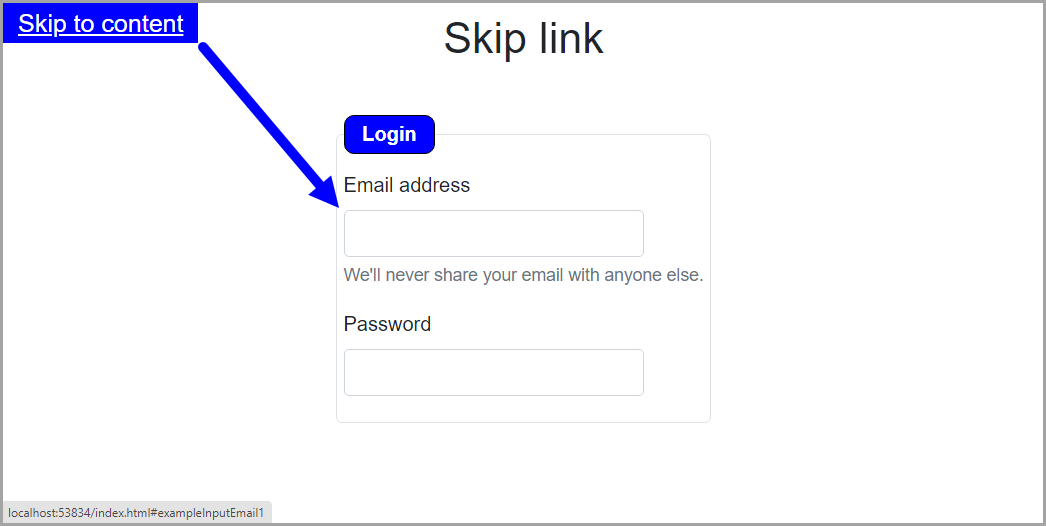 Skip to content
Skip link
Login
Email address
We'll never share your email with anyone else.
Password
localhost:53834/index.html#exampleInputEmail1